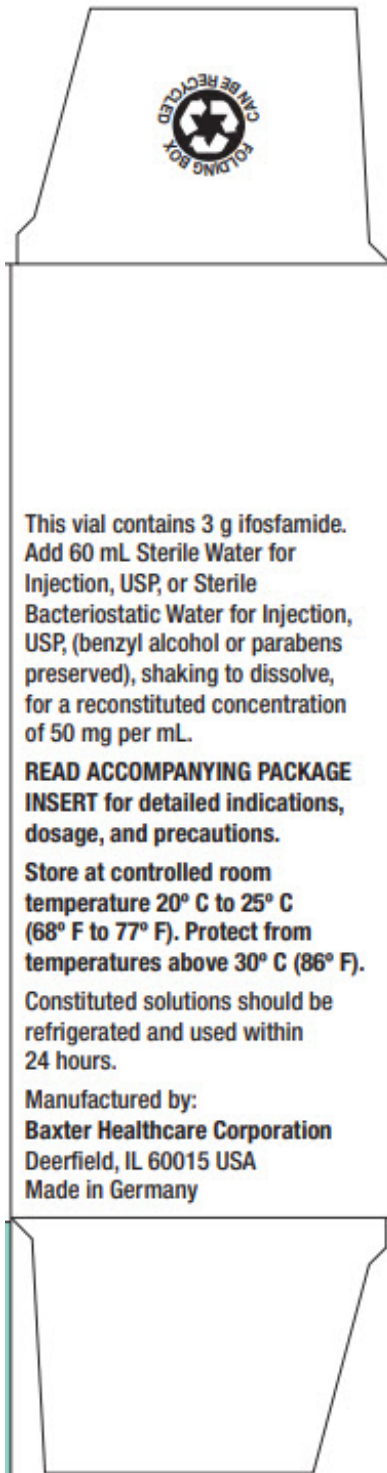 CAN BE RECYCLED
FOLDING BOX
This vial contains 3 g ifosfamide.
Add 60 mL Sterile Water for
Injection, USP, or Sterile
Bacteriostatic Water for Injection,
USP, (benzyl alcohol or parabens
preserved), shaking to dissolve,
for a reconstituted concentration
of 50 mg per mL.
READ ACCOMPANYING PACKAGE
INSERT for detailed indications,
dosage, and precautions.
Store at controlled room
temperature 20º C to 25º C
(68º F to 77º F). Protect from
temperatures above 30º C (86º F).
Constituted solutions should be
refrigerated and used within
24 hours.
Manufactured by:
Baxter Healthcare Corporation
Deerfield, IL 60015 USA
Made in Germany